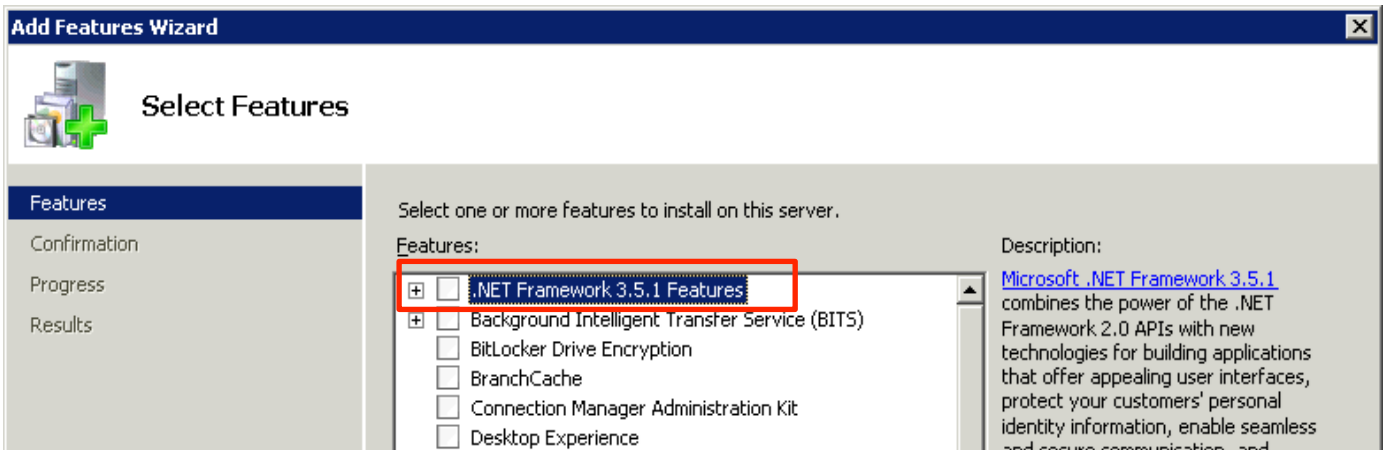 Add Features Wizard
Select Features
Features
Confirmation
Progress
Results
Select one or more features to install on this server.
Features:
.NET Framework 3.5.1 Features
Background Intelligent Transfer Service (BITS)
BitLocker Drive Encryption
BranchCache
Connection Manager Administration Kit
Desktop Experience
Description:
Microsoft .NET Framework 3.5.1
combines the power of the .NET
Framework 2.0 APIs with new
technologies for building applications
that offer appealing user interfaces,
protect your customers' personal
identity information, enable seamless
and secure communication, and